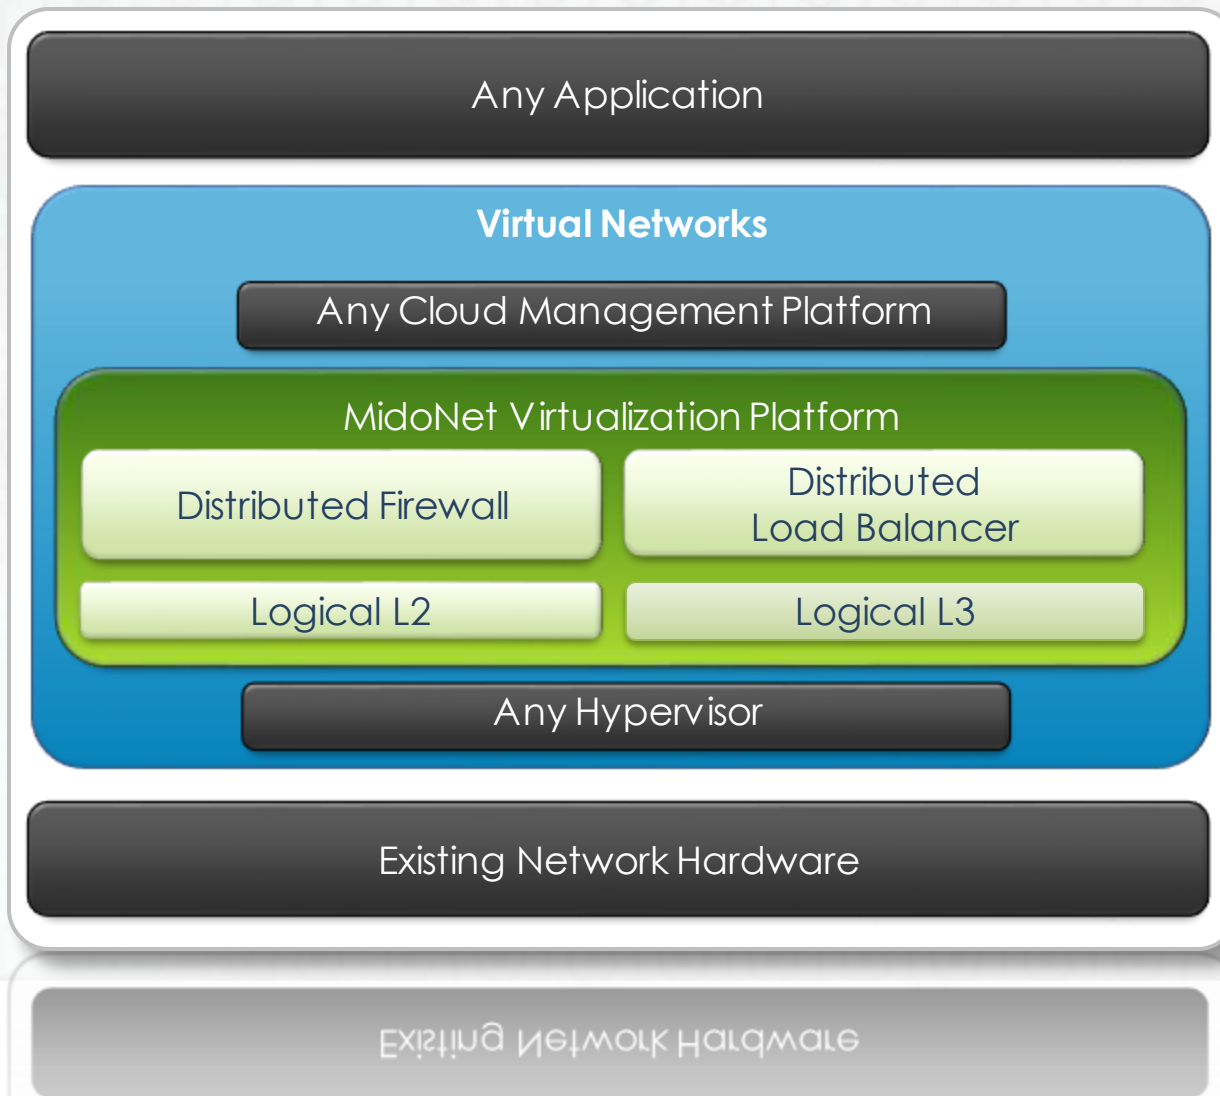 Any Application
Virtual Networks
Any Cloud Management Platform
MidoNet Virtualization Platform
Distributed Firewall
Distributed
Load Balancer
Logical L2
Logical L3
Any Hypervisor
Existing Network Hardware
Existing Network Hardware